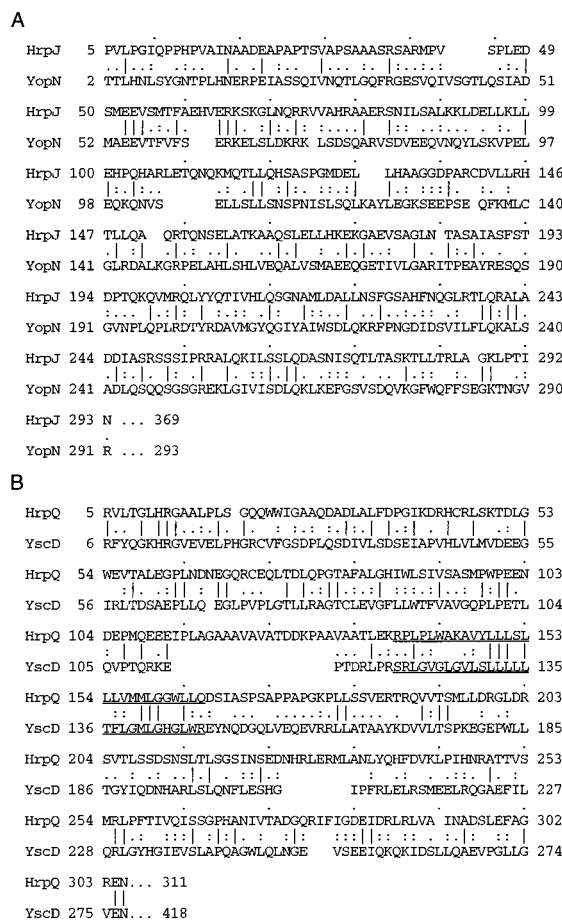 A
HrpJ 5 PVLPGIQPPHPVAINAADEAPAPTSVAPSAAASRSARMPV SPLED 49
YopN 2 TTLHNLSYGNTPLHNERPEIASSQIVNQTLGQFRGESVQIVSGTLQSIAD 51
HrpJ 50 SMEEVSMTFAEHVERKSKGLNQRRVVAHRAAERSNILSALKKLDELLKLL 99
YopN 52 MAEEVTFVFS ERKELSLDKRK LSDSQARVSDVEEQVNQYLSKVPEL 97
HrpJ 100 EHPQHARLETQNQKMQTLLQHSASPGMDEL LHAAGGDPARCDVLLRH 146
YopN 98 EQKQNVS ELLSLLSNSPNISLSQLKAYLEGKSEEPSE QFKMLC 140
HrpJ 147 TLLQA QRTQNSELATKAAQSLELLHKEKGAEVSAGLN TASAIASFST 193
YopN 141 GLRDALKGRPELAHLSHLVEQALVSMAEEQGETIVLGARITPEAYRESQS 190
HrpJ 194 DPTQKQVMRQLYYQTIVHLQSGNAMLDALLNSFGSAHFNQGLRTLQRALA 243
YopN 191 GVNPLQPLRDTYRDAVMGYQGIYAIWSDLQKRFPNGDIDSVILFLQKALS 240
HrpJ 244 DDIASRSSSIPRRALQKILSSLQDASNISQTLTASKTLLTRLA GKLPTI 292
YopN 241 ADLQSQQSGSGREKLGIVISDLQKLKEFGSVSDQVKGFWQFFSEGKTNGV 290
HrpJ 293 N ... 369
YopN 291 R ... 293
B
HrpQ 5 RVLTGLHRGAALPLS GQQWWIGAAQDADLALFDPGIKDRHCRLSKTDLG 53
YscD 6 RFYQGKHRGVEVELPHGRCVFGSDPLQSDIVLSDSEIAPVHLVLMVDEEG 55
HrpQ 54 WEVTALEGPLNDNEGQRCEQLTDLQPGTAFALGHIWLSIVSASMPWPEEN 103
YscD 56 IRLTDSAEPLLQ EGLPVPLGTLLRAGTCLEVGFLLWTFVAVGQPLPETL 104
HrpQ 104 DEPMQEEEIPLAGAAAVAVATDDKPAAVAATLEKRPLPLWAKAVYLLLSL 153
YscD 105 QVPTQRKE PTDRLPRSRLGVGLGVLSLLLLL 135
HrpQ 154 LLVMMLGGWLLQDSIASPSAPPAPGKPLLSSVERTRQVVTSMLLDRGLDR 203
YscD 136 TFLGMLGHGLWREYNQDGQLVEQEVRRLLATAAYKDVVLTSPKEGEPWLL 185
HrpQ 204 SVTLSSDSNSLTLSGSINSEDNHRLERMLANLYQHFDVKLPIHNRATTVS 253
YscD 186 TGYIQDNHARLSLQNFLESHG IPFRLELRSMEELRQGAEFIL 227
HrpQ 254 MRLPFTIVQISSGPHANIVTADGQRIFIGDEIDRLRLVA INADSLEFAG 302
YscD 228 QRLGYHGIEVSLAPQAGWLQLNGE VSEEIQKQKIDSLLQAEVPGLLG 274
HrpQ 303 REN... 311
YscD 275 VEN... 418